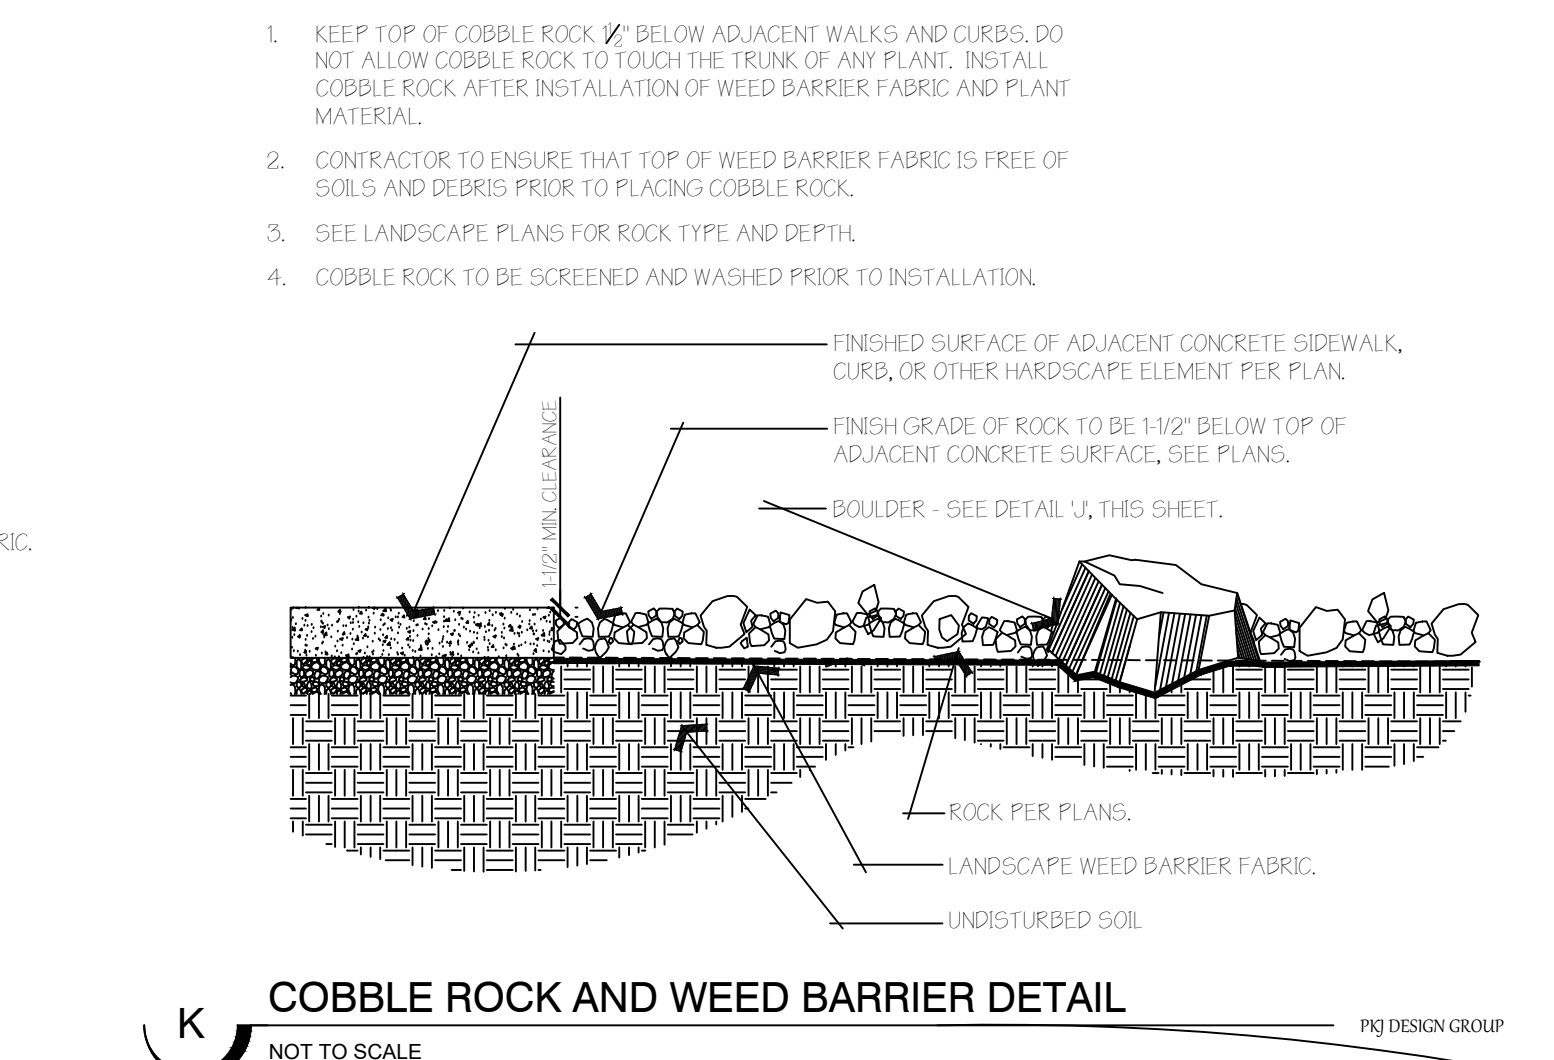 1. KEEP TOP OF COBBLE ROCK 1½" BELOW ADJACENT WALKS AND CURBS. DO
NOT ALLOW COBBLE ROCK TO TOUCH THE TRUNK OF ANY PLANT. INSTALL
COBBLE ROCK AFTER INSTALLATION OF WEED BARRIER FABRIC AND PLANT
MATERIAL.
2. CONTRACTOR TO ENSURE THAT TOP OF WEED BARRIER FABRIC IS FREE OF
SOILS AND DEBRIS PRIOR TO PLACING COBBLE ROCK.
3. SEE LANDSCAPE PLANS FOR ROCK TYPE AND DEPTH.
4. COBBLE ROCK TO BE SCREENED AND WASHED PRIOR TO INSTALLATION.
FINISHED SURFACE OF ADJACENT CONCRETE SIDEWALK,
CURB, OR OTHER HARDSCAPE ELEMENT PER PLAN.
1-1/2" MIN. CLEARANCE
FINISH GRADE OF ROCK TO BE 1-1/2" BELOW TOP OF
ADJACENT CONCRETE SURFACE, SEE PLANS.
BOULDER - SEE DETAIL 'J', THIS SHEET.
RIC.
ROCK PER PLANS.
LANDSCAPE WEED BARRIER FABRIC.
UNDISTURBED SOIL
K
COBBLE ROCK AND WEED BARRIER DETAIL
NOT TO SCALE
PKJ DESIGN GROUP